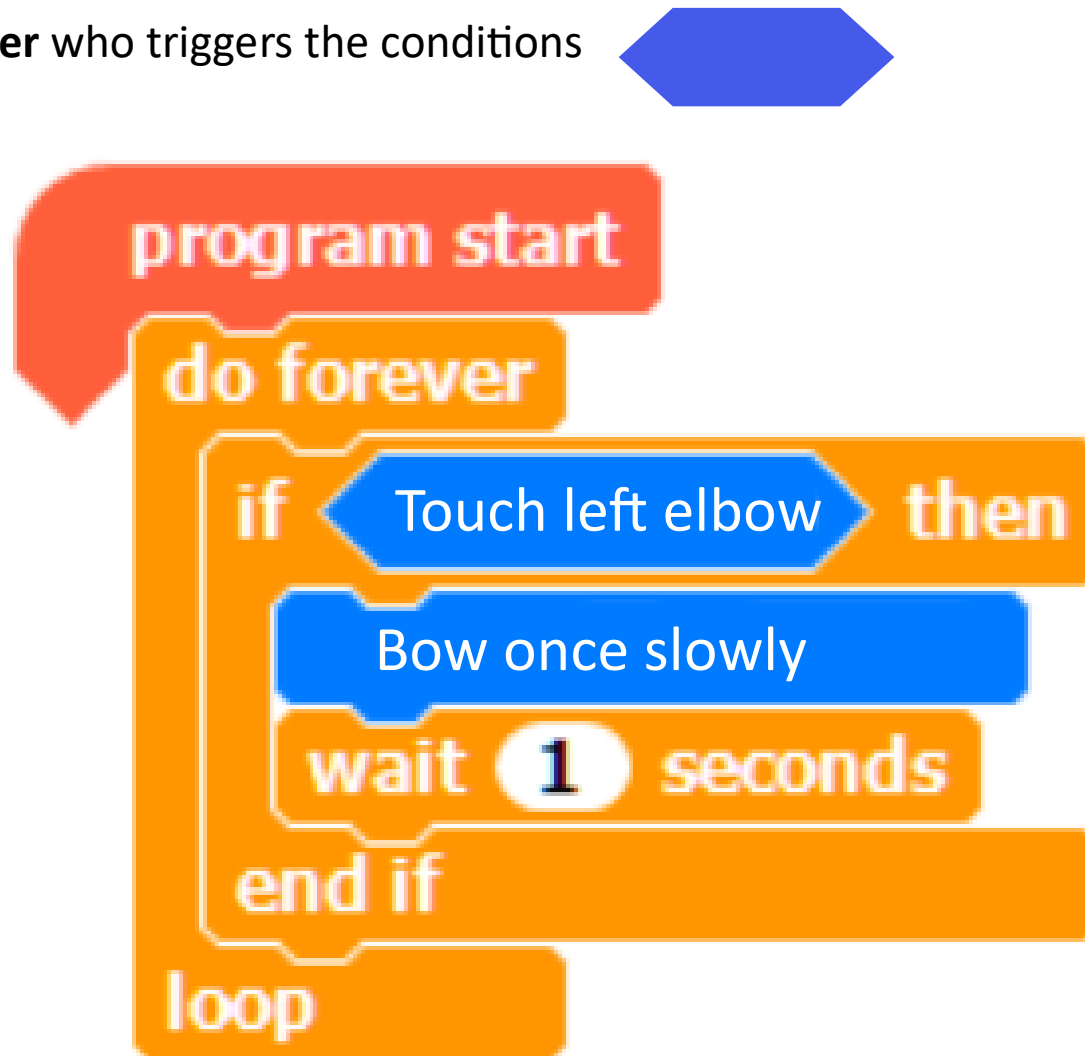 er who triggers the conditions
program start
do forever
if Touch left elbow then
Bow once slowly
wait 1 seconds
end if
loop